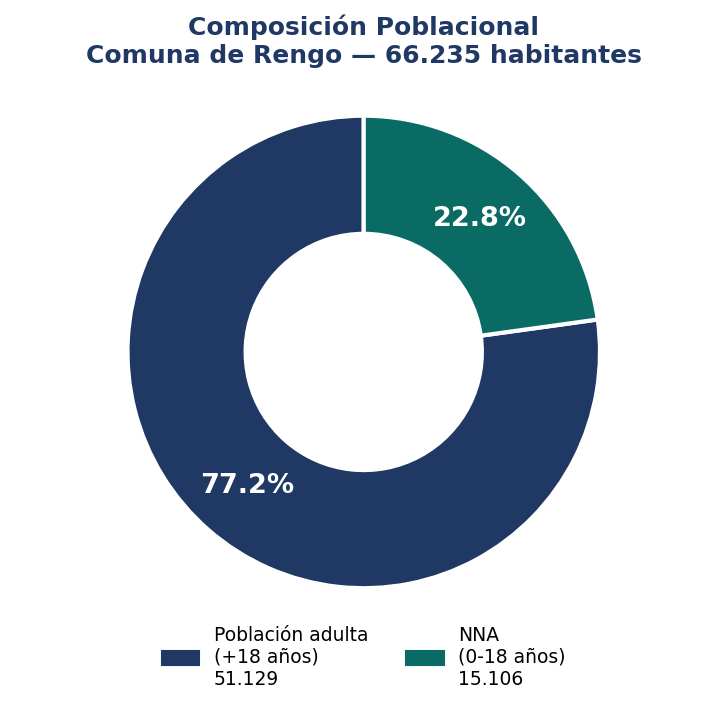 Composición Poblacional
Comuna de Rengo — 66.235 habitantes
22.8%
77.2%
Población adulta
(+18 años)
51.129
NNA
(0-18 años)
15.106